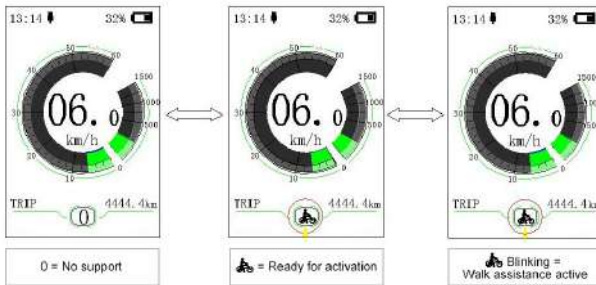 13:14 32%
50 60
40 1500
30 06.0 1000
km/h 500
20
10 0
TRIP 0 4444.4km
0 = No support
13:14 32%
50 60
40 1500
30 06.0 1000
km/h 500
20
10 0
TRIP 4444.4km
= Ready for activation
13:14 32%
50 60
40 1500
30 06.0 1000
km/h 500
20
10 0
TRIP 4444.4km
Blinking =
Walk assistance active